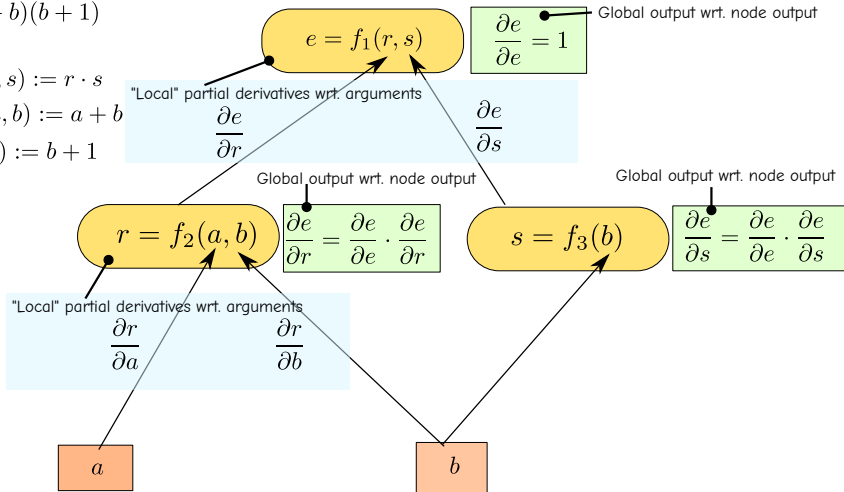 · b)(b + 1)
e = f₁(r, s)
∂e/∂e = 1
Global output wrt. node output
, s) := r · s
"Local" partial derivatives wrt. arguments
, b) := a + b
∂e/∂r
∂e/∂s
) := b + 1
Global output wrt. node output
Global output wrt. node output
r = f₂(a, b)
∂e/∂r = ∂e/∂e · ∂e/∂r
s = f₃(b)
∂e/∂s = ∂e/∂e · ∂e/∂s
"Local" partial derivatives wrt. arguments
∂r/∂a
∂r/∂b
a
b